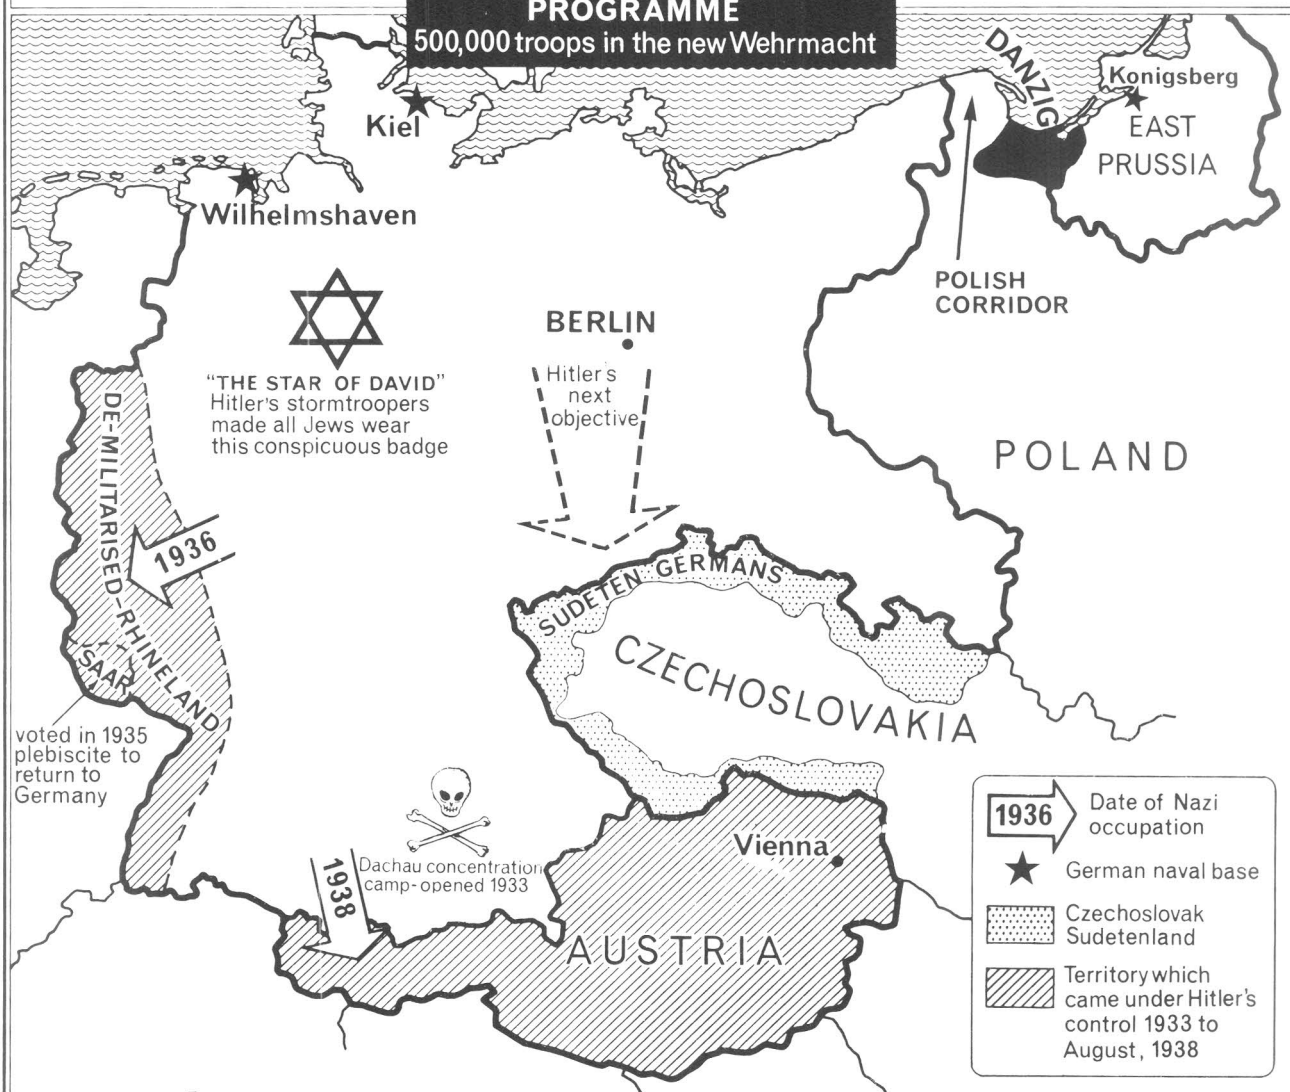 PROGRAMME
500,000 troops in the new Wehrmacht
DANZIG
Konigsberg
EAST
PRUSSIA
Kiel
Wilhelmshaven
POLISH
CORRIDOR
BERLIN
Hitler's
next
objective
"THE STAR OF DAVID"
Hitler's stormtroopers
made all Jews wear
this conspicuous badge
DE-MILITARISED-RHINELAND
1936
POLAND
SUDETEN GERMANS
CZECHOSLOVAKIA
SAAR
voted in 1935
plebiscite to
return to
Germany
Dachau concentration
camp-opened 1933
1938
Vienna
AUSTRIA
1936
Date of Nazi
occupation
German naval base
Czechoslovak
Sudetenland
Territory which
came under Hitler's
control 1933 to
August, 1938